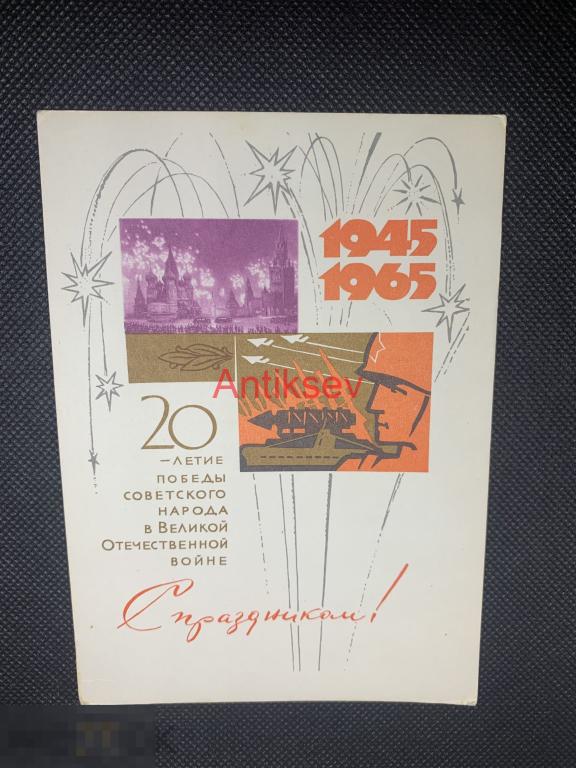 1945
1965
Antiksev
20
-ЛЕТИЕ
ПОБЕДЫ
СОВЕТСКОГО
НАРОДА
В ВЕЛИКОЙ
ОТЕЧЕСТВЕННОЙ
ВОЙНЕ
С праздником!